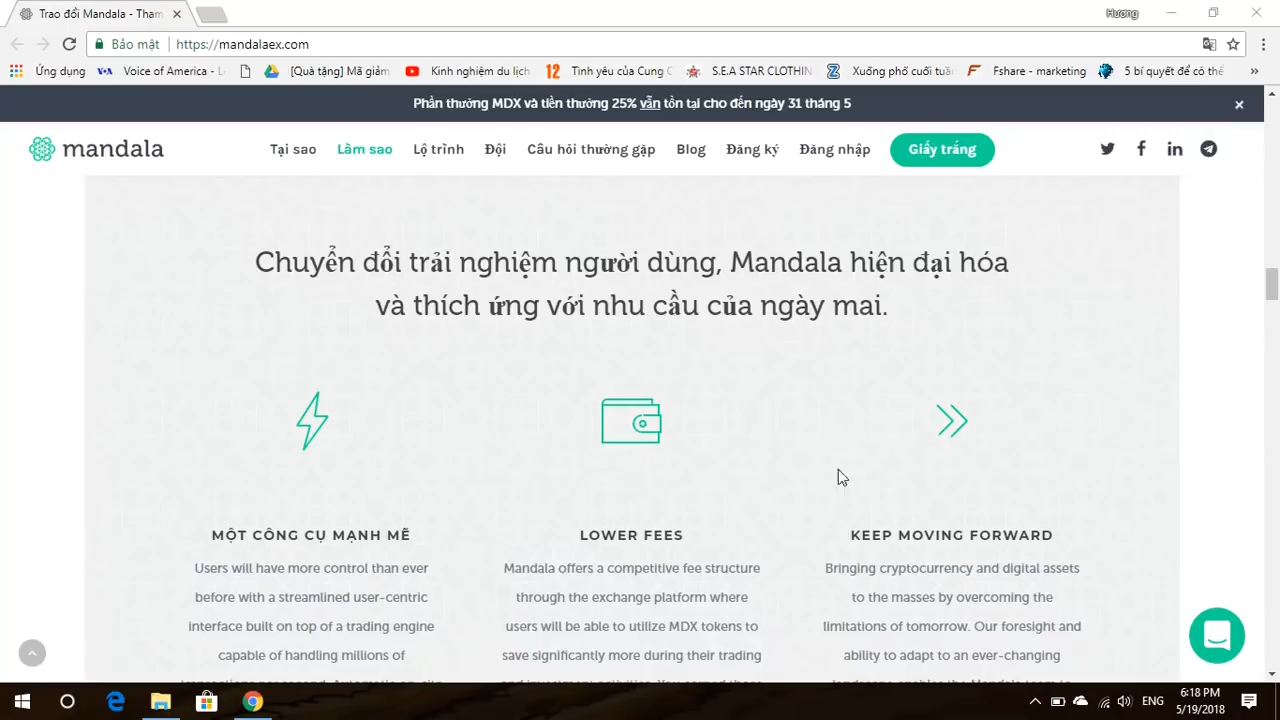 Trao đổi Mandala - Tham
Hương
Bảo mật
https://mandalaex.com
Ứng dụng
Voice of America - L
[Quà tặng] Mã giảm
Kinh nghiệm du lịch
Tình yêu của Cung C
S.E.A STAR CLOTHIN
Xuống phố cuối tuần
Fshare - marketing
5 bí quyết để có thể
»
Phần thưởng MDX và tiền thưởng 25% vẫn tồn tại cho đến ngày 31 tháng 5
mandala
Tại sao
Làm sao
Lộ trình
Đội
Câu hỏi thường gặp
Blog
Đăng ký
Đăng nhập
Giấy trắng
Chuyển đổi trải nghiệm người dùng, Mandala hiện đại hóa
và thích ứng với nhu cầu của ngày mai.
MỘT CÔNG CỤ MẠNH MẼ
Users will have more control than ever
before with a streamlined user-centric
interface built on top of a trading engine
capable of handling millions of
LOWER FEES
Mandala offers a competitive fee structure
through the exchange platform where
users will be able to utilize MDX tokens to
save significantly more during their trading
KEEP MOVING FORWARD
Bringing cryptocurrency and digital assets
to the masses by overcoming the
limitations of tomorrow. Our foresight and
ability to adapt to an ever-changing
ENG
6:18 PM
5/19/2018